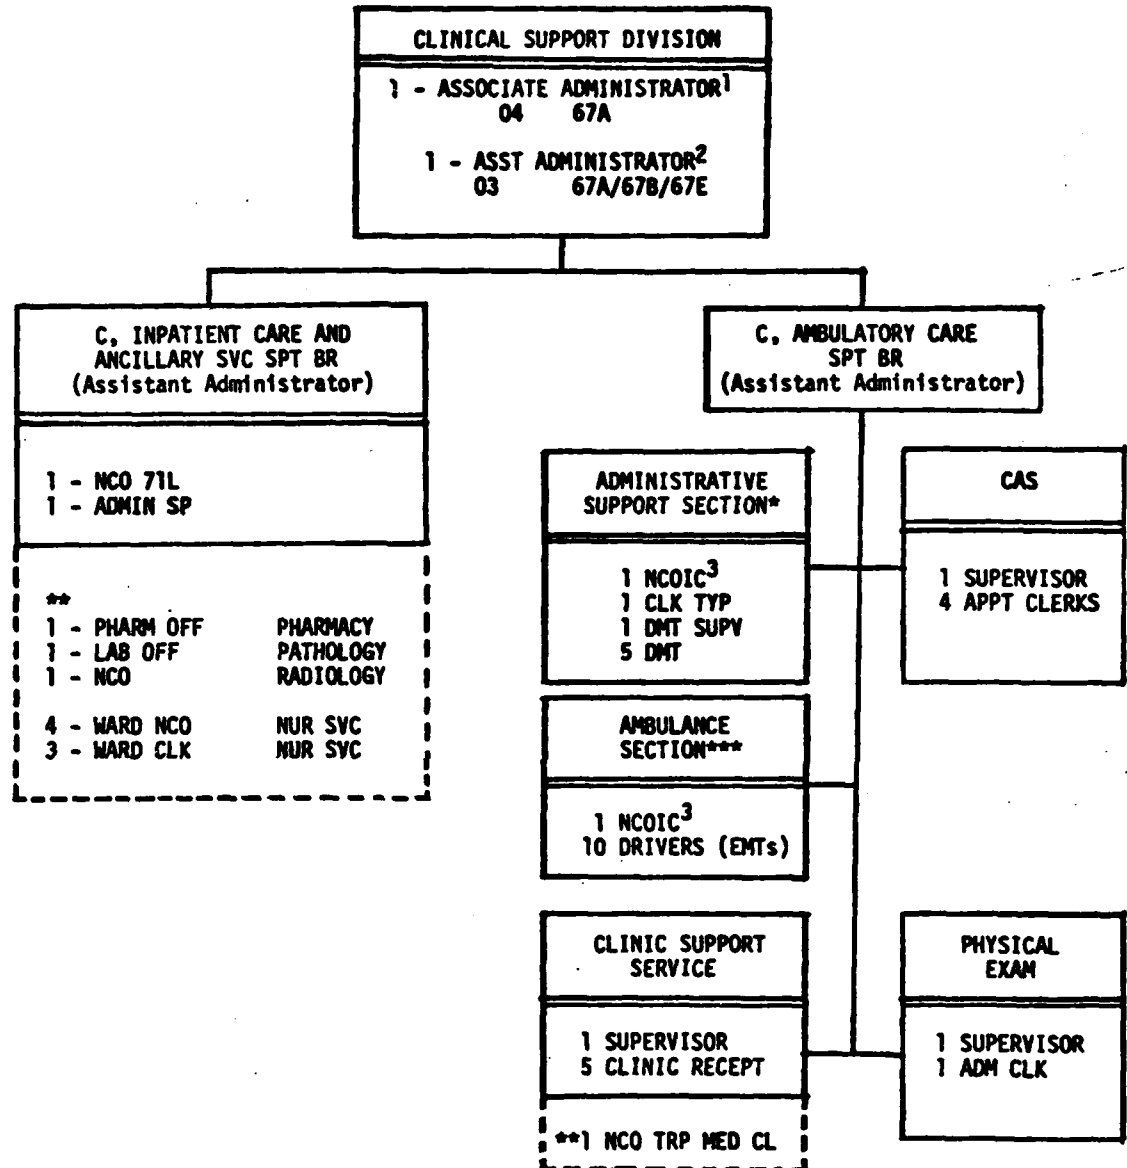 CLINICAL SUPPORT DIVISION
1 - ASSOCIATE ADMINISTRATOR1
04 67A
1 - ASST ADMINISTRATOR2
03 67A/67B/67E
C, INPATIENT CARE AND
ANCILLARY SVC SPT BR
(Assistant Administrator)
1 - NCO 71L
1 - ADMIN SP
**
1 - PHARM OFF PHARMACY
1 - LAB OFF PATHOLOGY
1 - NCO RADIOLOGY
4 - WARD NCO NUR SVC
3 - WARD CLK NUR SVC
C, AMBULATORY CARE
SPT BR
(Assistant Administrator)
ADMINISTRATIVE
SUPPORT SECTION*
1 NCOIC3
1 CLK TYP
1 DMT SUPV
5 DMT
CAS
1 SUPERVISOR
4 APPT CLERKS
AMBULANCE
SECTION***
1 NCOIC3
10 DRIVERS (EMTs)
CLINIC SUPPORT
SERVICE
1 SUPERVISOR
5 CLINIC RECEPT
**1 NCO TRP MED CL
PHYSICAL
EXAM
1 SUPERVISOR
1 ADM CLK